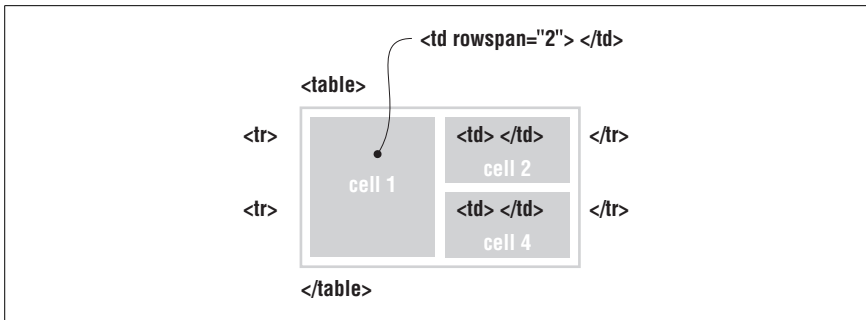 <td rowspan="2"> </td>
<table>
<tr> <td> </td> </tr>
cell 1 cell 2
<tr> <td> </td> </tr>
cell 4
</table>